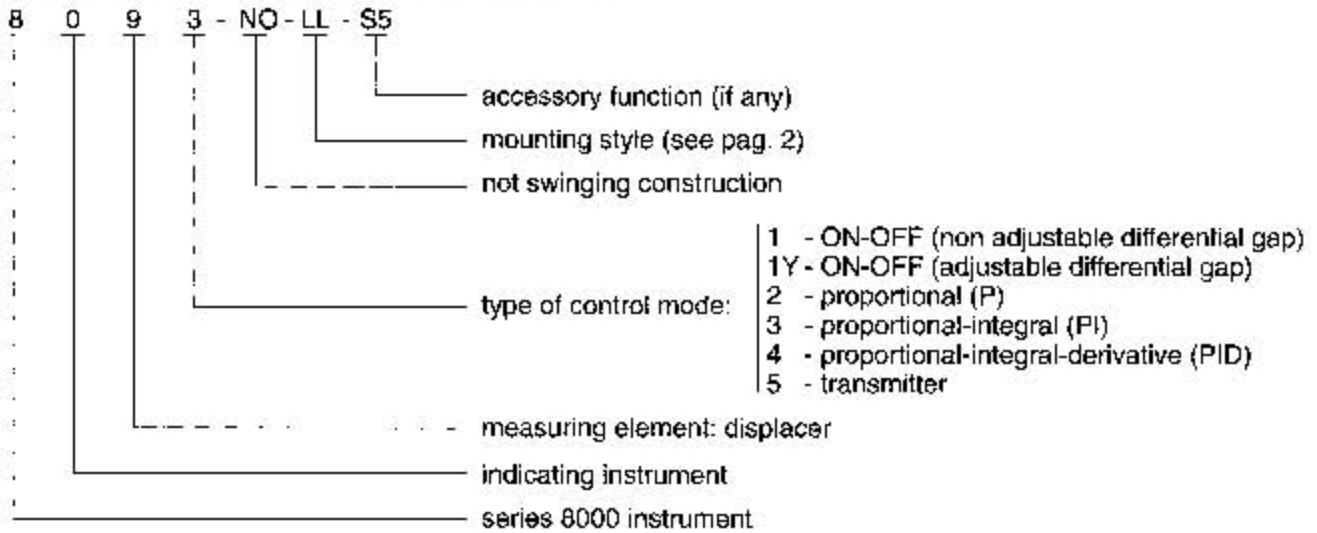 8 0 9 3 - NO - LL - S5
accessory function (if any)
mounting style (see pag. 2)
not swinging construction
type of control mode:
1 - ON-OFF (non adjustable differential gap)
1Y - ON-OFF (adjustable differential gap)
2 - proportional (P)
3 - proportional-integral (PI)
4 - proportional-integral-derivative (PID)
5 - transmitter
measuring element: displacer
indicating instrument
series 8000 instrument